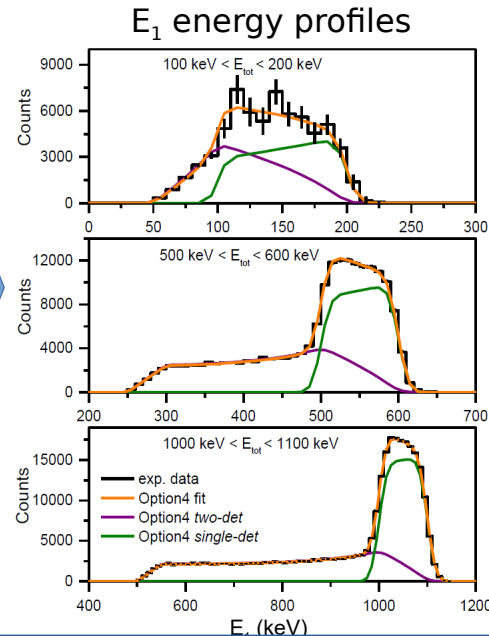 E₁ energy profiles
100 keV < E_tot < 200 keV
Counts
9000
6000
3000
0
0 50 100 150 200 250 300
500 keV < E_tot < 600 keV
Counts
12000
8000
4000
0
200 300 400 500 600 700
1000 keV < E_tot < 1100 keV
Counts
15000
10000
5000
0
exp. data
Option4 fit
Option4 two-det
Option4 single-det
400 600 800 1000 1200
E₁ (keV)